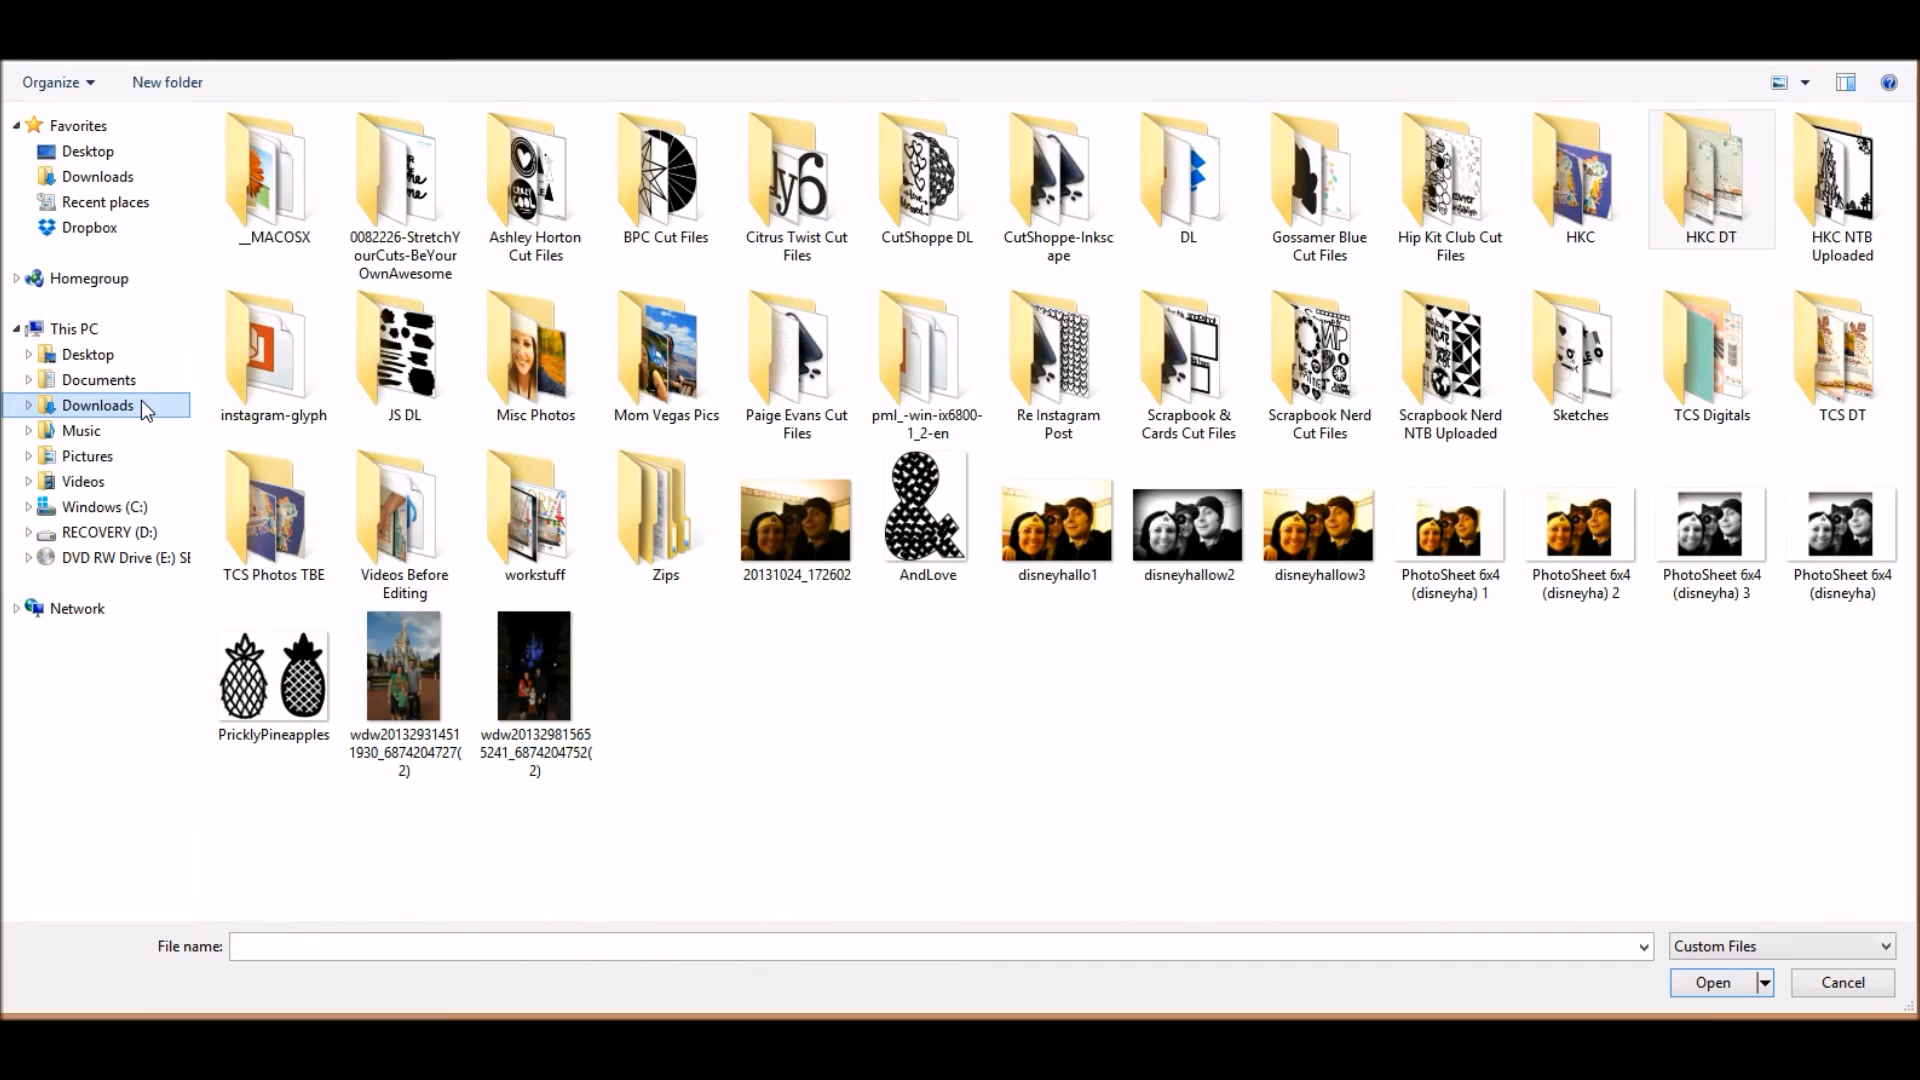 Organize
New folder
Favorites
Desktop
Downloads
Recent places
Dropbox
Homegroup
This PC
Desktop
Documents
Downloads
Music
Pictures
Videos
Windows (C:)
RECOVERY (D:)
DVD RW Drive (E:) SE
Network
__MACOSX
0082226-StretchY
ourCuts-BeYour
OwnAwesome
Ashley Horton
Cut Files
BPC Cut Files
Citrus Twist Cut
Files
CutShoppe DL
CutShoppe-Inksc
ape
DL
Gossamer Blue
Cut Files
Hip Kit Club Cut
Files
HKC
HKC DT
HKC NTB
Uploaded
instagram-glyph
JS DL
Misc Photos
Mom Vegas Pics
Paige Evans Cut
Files
pml_-win-ix6800-
1_2-en
Re Instagram
Post
Scrapbook &
Cards Cut Files
Scrapbook Nerd
Cut Files
Scrapbook Nerd
NTB Uploaded
Sketches
TCS Digitals
TCS DT
TCS Photos TBE
Videos Before
Editing
workstuff
Zips
20131024_172602
AndLove
disneyhallo1
disneyhallow2
disneyhallow3
PhotoSheet 6x4
(disneyha) 1
PhotoSheet 6x4
(disneyha) 2
PhotoSheet 6x4
(disneyha) 3
PhotoSheet 6x4
(disneyha)
PricklyPineapples
wdw20132931451
1930_6874204727(
2)
wdw20132981565
5241_6874204752(
2)
File name:
Custom Files
Open
Cancel